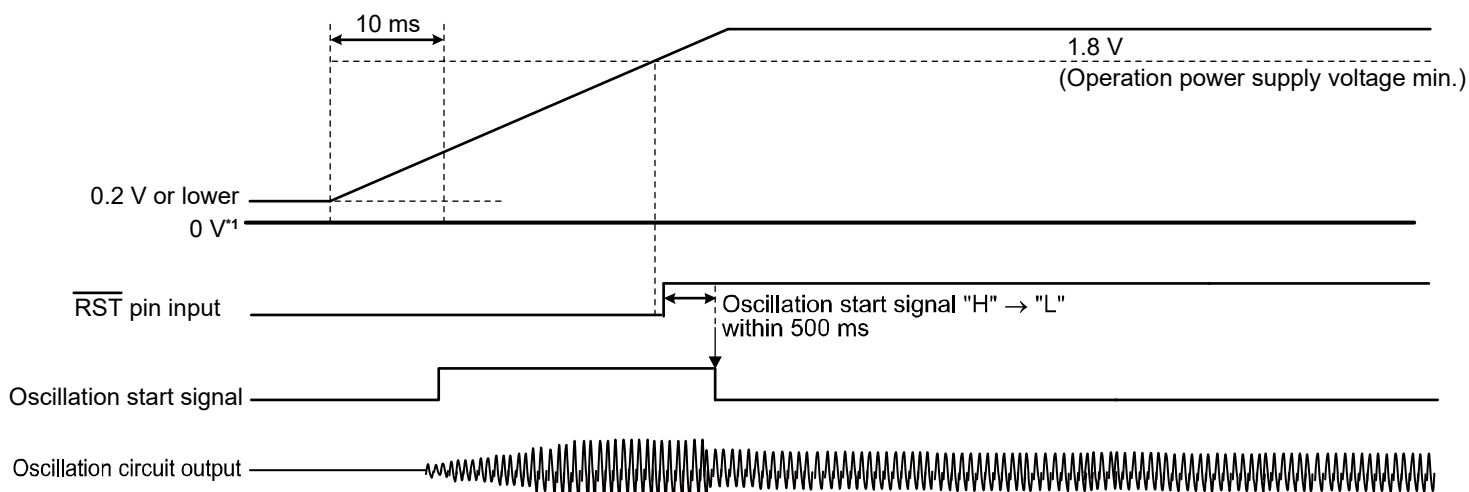 10 ms
1.8 V
(Operation power supply voltage min.)
0.2 V or lower
0 V*1
RST pin input
Oscillation start signal "H" → "L"
within 500 ms
Oscillation start signal
Oscillation circuit output